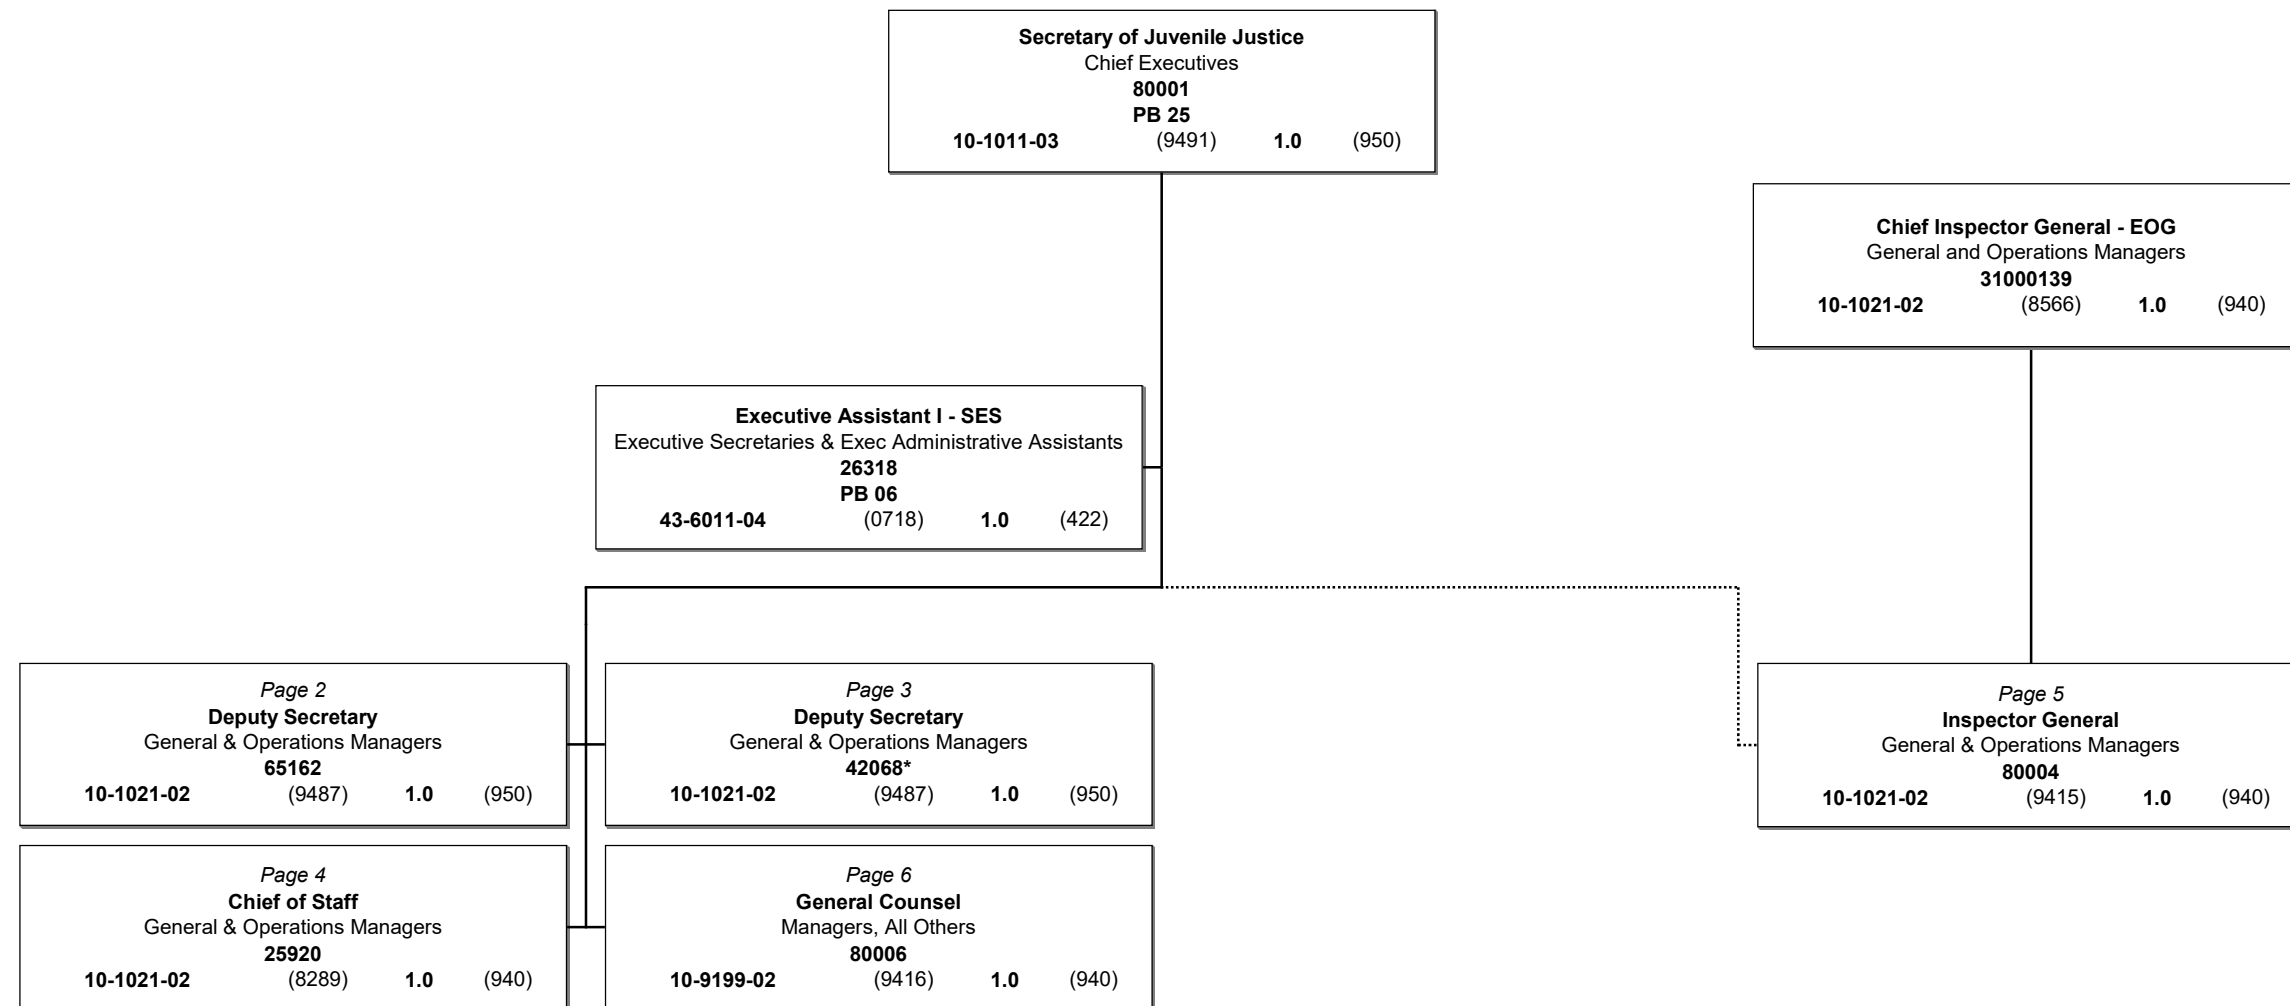 Secretary of Juvenile Justice
Chief Executives
80001
PB 25
10-1011-03 (9491) 1.0 (950)
Chief Inspector General - EOG
General and Operations Managers
31000139
10-1021-02 (8566) 1.0 (940)
Executive Assistant I - SES
Executive Secretaries & Exec Administrative Assistants
26318
PB 06
43-6011-04 (0718) 1.0 (422)
Page 2
Deputy Secretary
General & Operations Managers
65162
10-1021-02 (9487) 1.0 (950)
Page 3
Deputy Secretary
General & Operations Managers
42068*
10-1021-02 (9487) 1.0 (950)
Page 5
Inspector General
General & Operations Managers
80004
10-1021-02 (9415) 1.0 (940)
Page 4
Chief of Staff
General & Operations Managers
25920
10-1021-02 (8289) 1.0 (940)
Page 6
General Counsel
Managers, All Others
80006
10-9199-02 (9416) 1.0 (940)